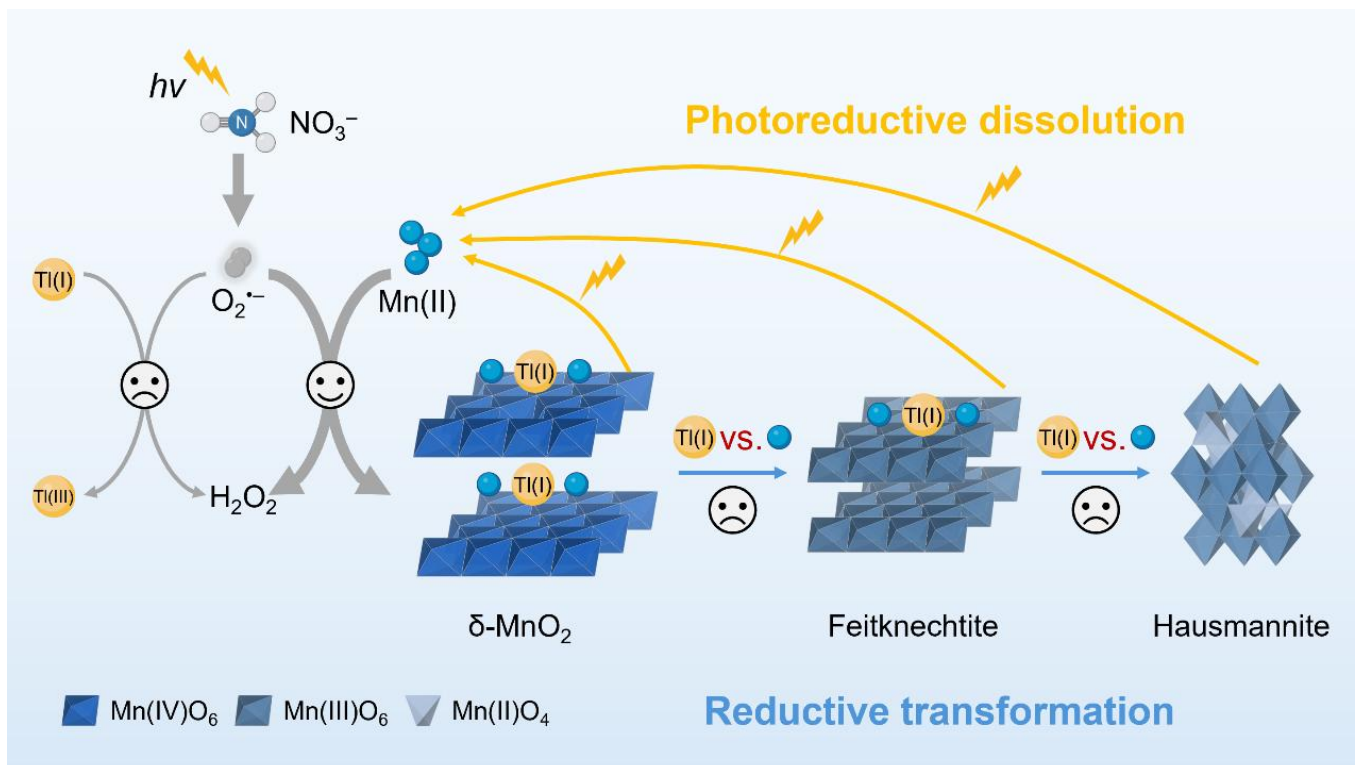 hv
N
NO₃⁻
Photoreductive dissolution
Tl(I)
O₂•⁻
Mn(II)
Tl(I)
Tl(I)
Tl(I) vs.
Tl(I)
Tl(I) vs.
Tl(III)
H₂O₂
δ-MnO₂
Feitknechtite
Hausmannite
Mn(IV)O₆
Mn(III)O₆
Mn(II)O₄
Reductive transformation